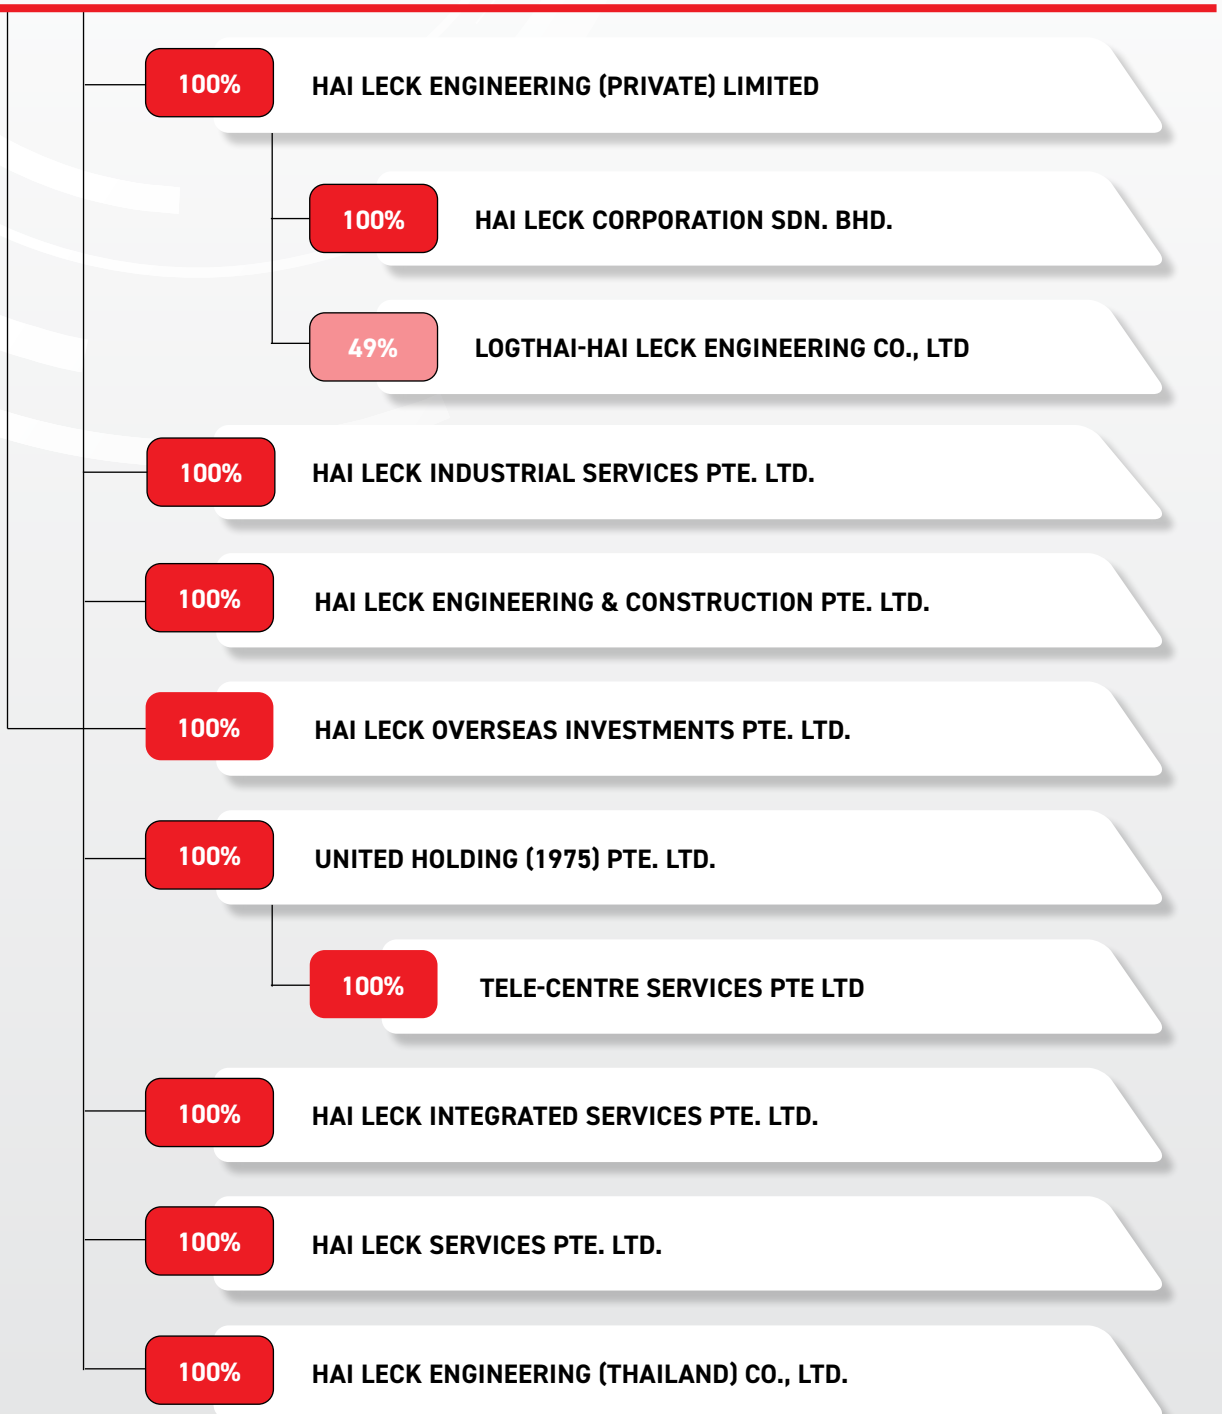 100% HAI LECK ENGINEERING (PRIVATE) LIMITED
100% HAI LECK CORPORATION SDN. BHD.
49% LOGTHAI-HAI LECK ENGINEERING CO., LTD
100% HAI LECK INDUSTRIAL SERVICES PTE. LTD.
100% HAI LECK ENGINEERING & CONSTRUCTION PTE. LTD.
100% HAI LECK OVERSEAS INVESTMENTS PTE. LTD.
100% UNITED HOLDING (1975) PTE. LTD.
100% TELE-CENTRE SERVICES PTE LTD
100% HAI LECK INTEGRATED SERVICES PTE. LTD.
100% HAI LECK SERVICES PTE. LTD.
100% HAI LECK ENGINEERING (THAILAND) CO., LTD.